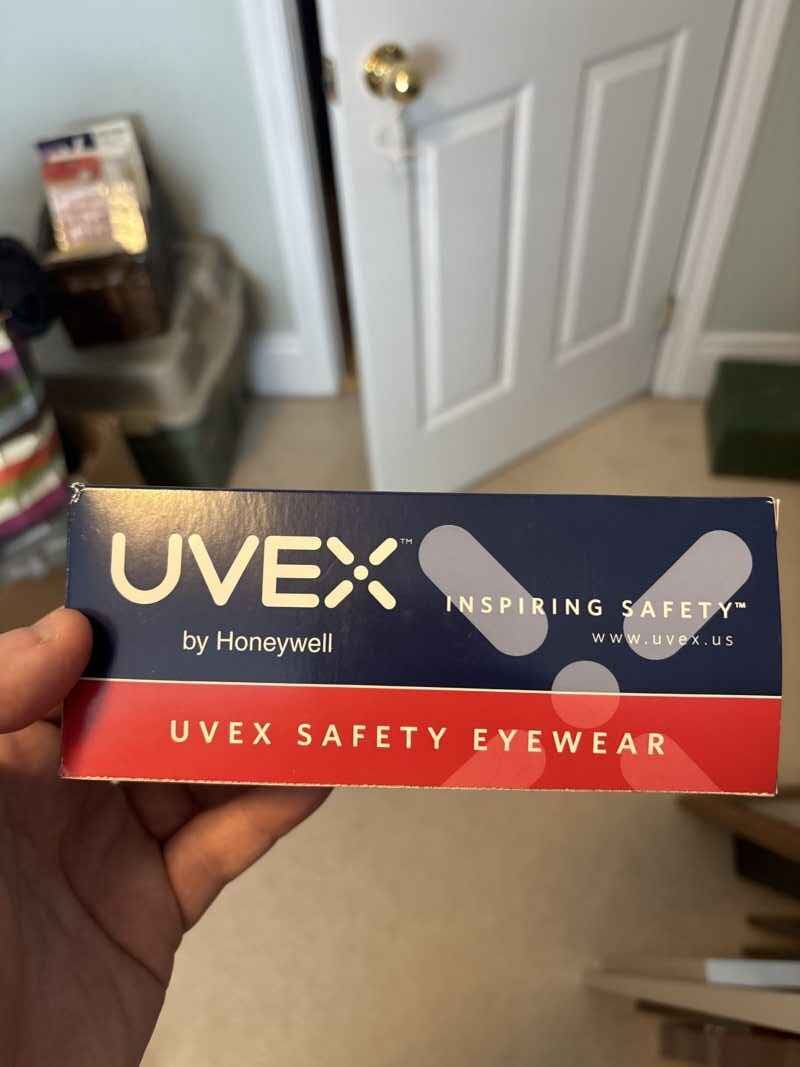 UVEX™
by Honeywell
INSPIRING SAFETY™
www.uvex.us
UVEX SAFETY EYEWEAR